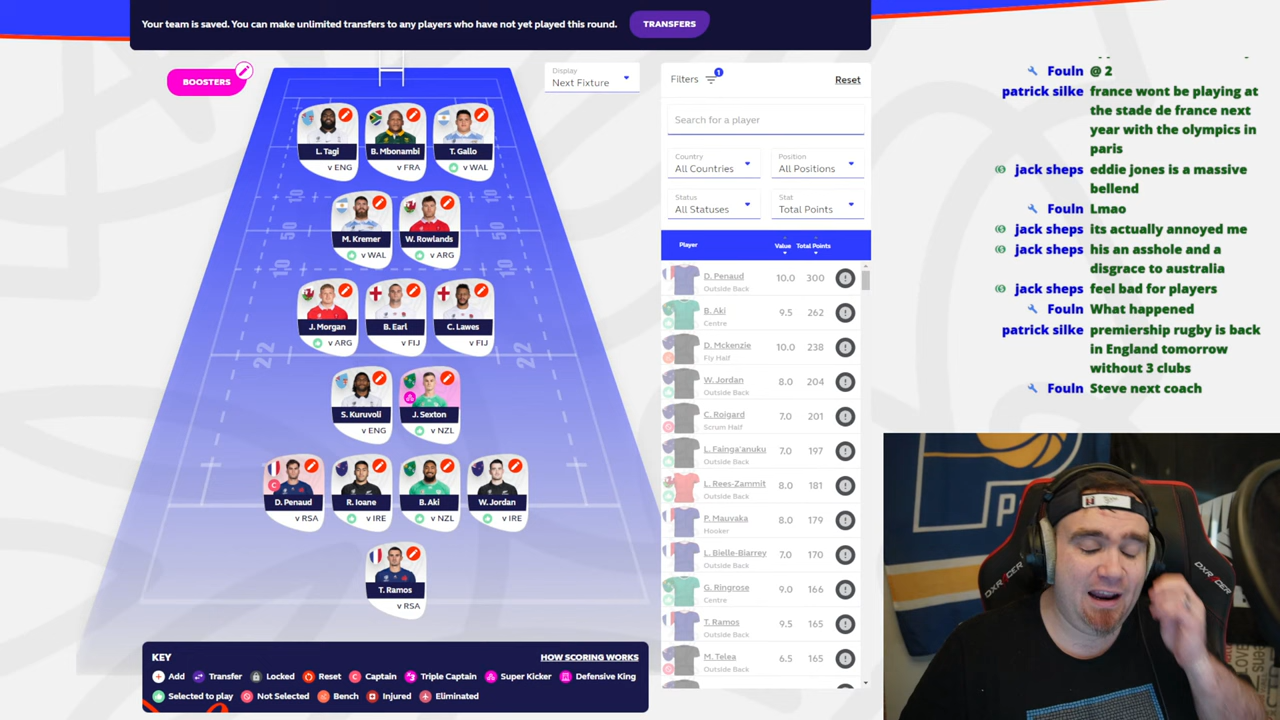 Your team is saved. You can make unlimited transfers to any players who have not yet played this round.
TRANSFERS
BOOSTERS
Display
Next Fixture
L. Tagi
B. Mbonambi
T. Gallo
v ENG
v FRA
v WAL
10
10
M. Kremer
W. Rowlands
50
50
v WAL
v ARG
10
10
J. Morgan
B. Earl
C. Lawes
v ARG
v FIJ
v FIJ
22
22
S. Kuruvoli
J. Sexton
v ENG
v NZL
C
D. Penaud
R. Ioane
B. Aki
W. Jordan
v RSA
v IRE
v NZL
v IRE
T. Ramos
v RSA
KEY
HOW SCORING WORKS
Add
Transfer
Locked
Reset
Captain
Triple Captain
Super Kicker
Defensive King
Selected to play
Not Selected
Bench
Injured
Eliminated
Filters
1
Reset
Search for a player
Country
All Countries
Position
All Positions
Status
All Statuses
Stat
Total Points
Player
Value
Total Points
D. Penaud
Outside Back
10.0
300
B. Aki
Centre
9.5
262
D. Mckenzie
Fly Half
10.0
238
W. Jordan
Outside Back
8.0
204
C. Roigard
Scrum Half
7.0
201
L. Fainga'anuku
Outside Back
7.0
197
L. Rees-Zammit
Outside Back
8.0
181
P. Mauvaka
Hooker
8.0
179
L. Bielle-Biarrey
Outside Back
7.0
170
G. Ringrose
Centre
9.0
166
T. Ramos
Outside Back
9.5
165
M. Telea
Outside Back
6.5
165
Fouln @ 2
patrick silke france wont be playing at
the stade de france next
year with the olympics in
paris
jack sheps eddie jones is a massive
bellend
Fouln Lmao
jack sheps its actually annoyed me
jack sheps his an asshole and a
disgrace to australia
jack sheps feel bad for players
Fouln What happened
patrick silke premiership rugby is back
in England tomorrow
without 3 clubs
Fouln Steve next coach
DXRACER
DXRACER